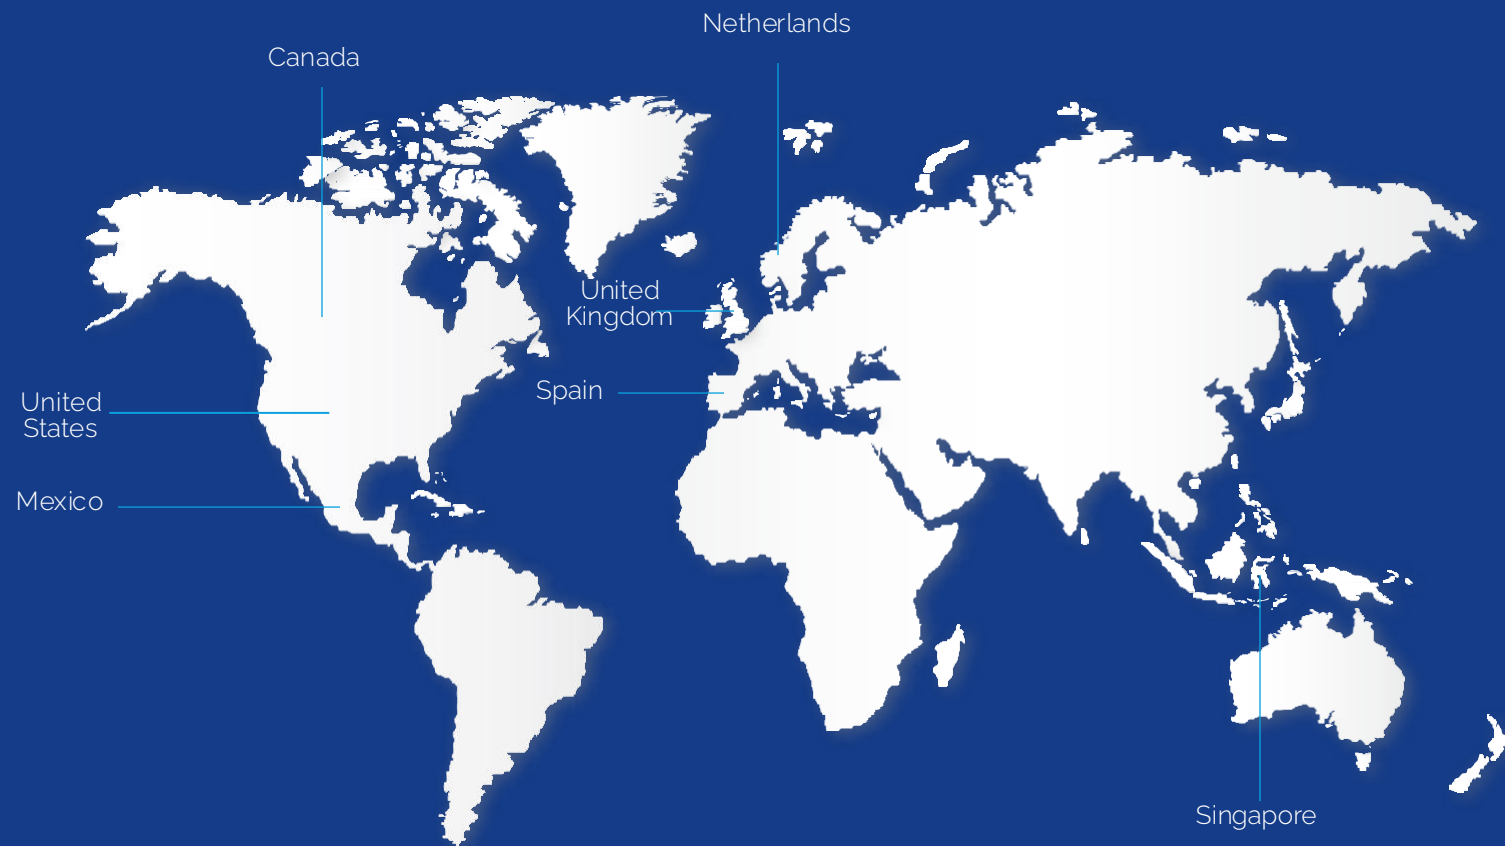 Netherlands
Canada
United
Kingdom
Spain
United
States
Mexico
Singapore